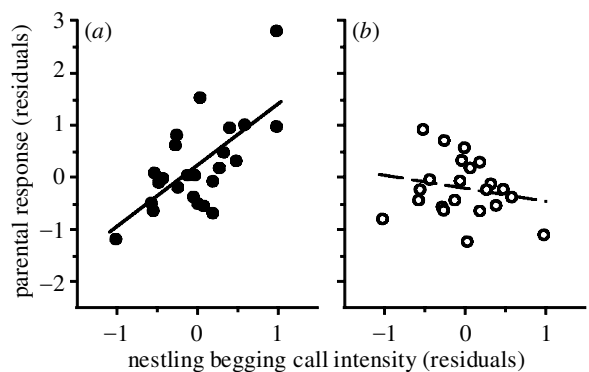 (a)
(b)
parental response (residuals)
3
2
1
0
−1
−2
−1 0 1
−1 0 1
nestling begging call intensity (residuals)